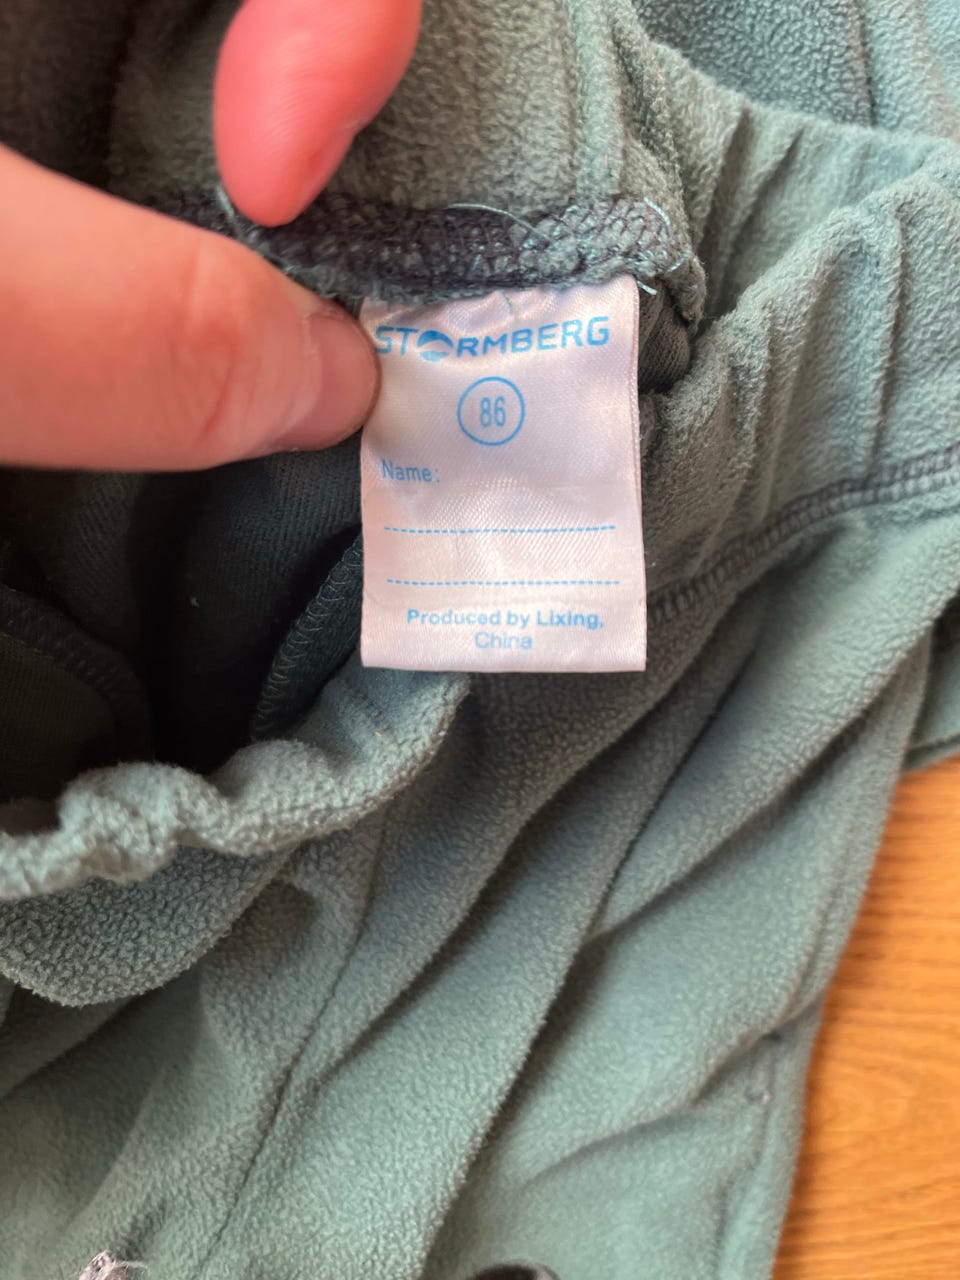 STORMBERG
86
Name:
Produced by Lixing,
China